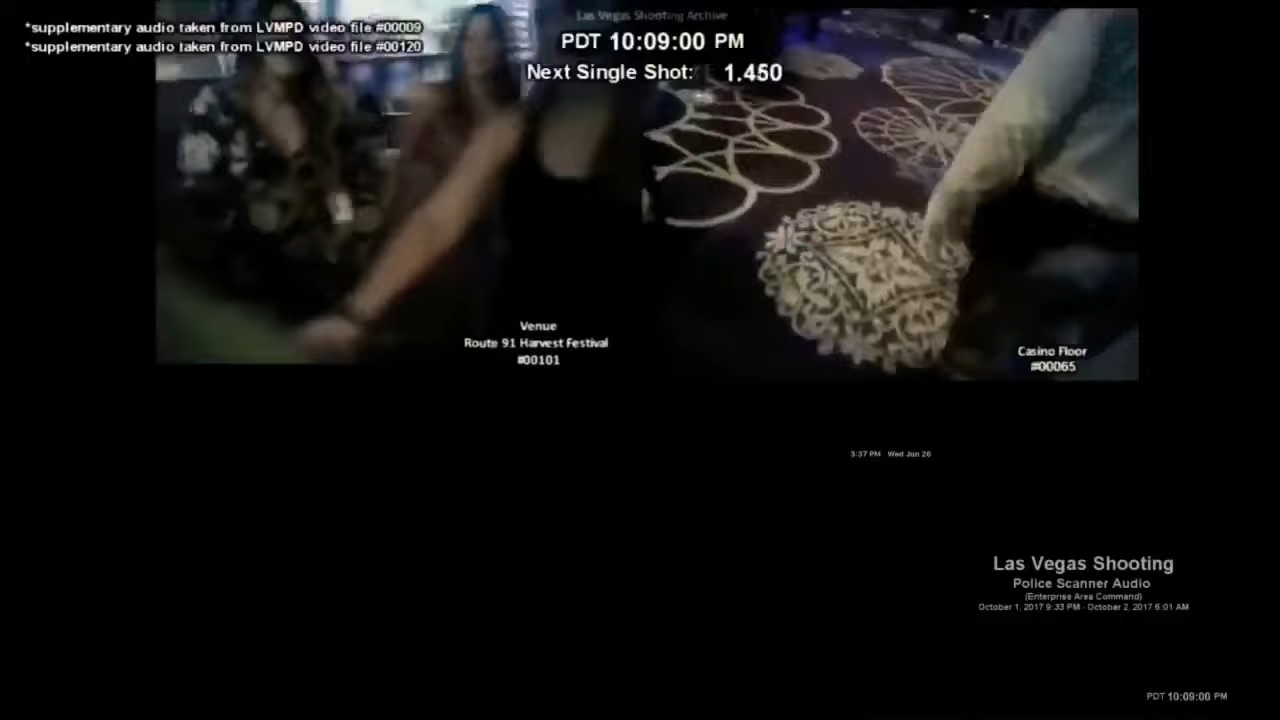 Las Vegas Shooting Archive
*supplementary audio taken from LVMPD video file #00009
*supplementary audio taken from LVMPD video file #00120
PDT 10:09:00 PM
Next Single Shot: 1.450
Venue
Route 91 Harvest Festival
#00101
Casino Floor
#00065
3:37 PM Wed Jun 26
Las Vegas Shooting
Police Scanner Audio
(Enterprise Area Command)
October 1, 2017 9:33 PM - October 2, 2017 6:01 AM
PDT 10:09:00 PM